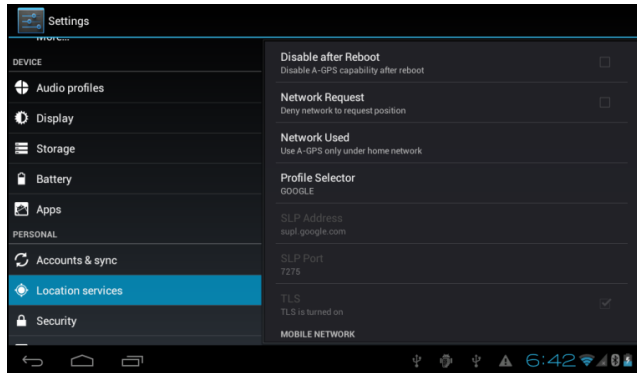 Settings
DEVICE
Audio profiles
Display
Storage
Battery
Apps
PERSONAL
Accounts & sync
Location services
Security
Disable after Reboot
Disable A-GPS capability after reboot
Network Request
Deny network to request position
Network Used
Use A-GPS only under home network
Profile Selector
GOOGLE
SLP Address
supl.google.com
SLP Port
7275
TLS
TLS is turned on
MOBILE NETWORK
6:42